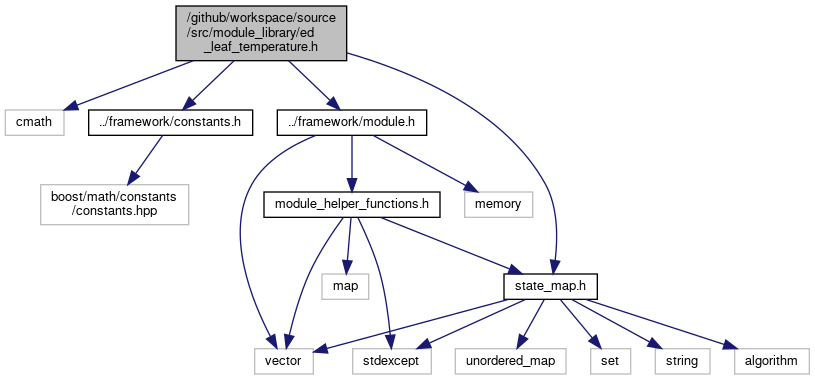 /github/workspace/source
/src/module_library/ed
_leaf_temperature.h
cmath
../framework/constants.h
../framework/module.h
boost/math/constants
/constants.hpp
module_helper_functions.h
memory
map
state_map.h
vector
stdexcept
unordered_map
set
string
algorithm